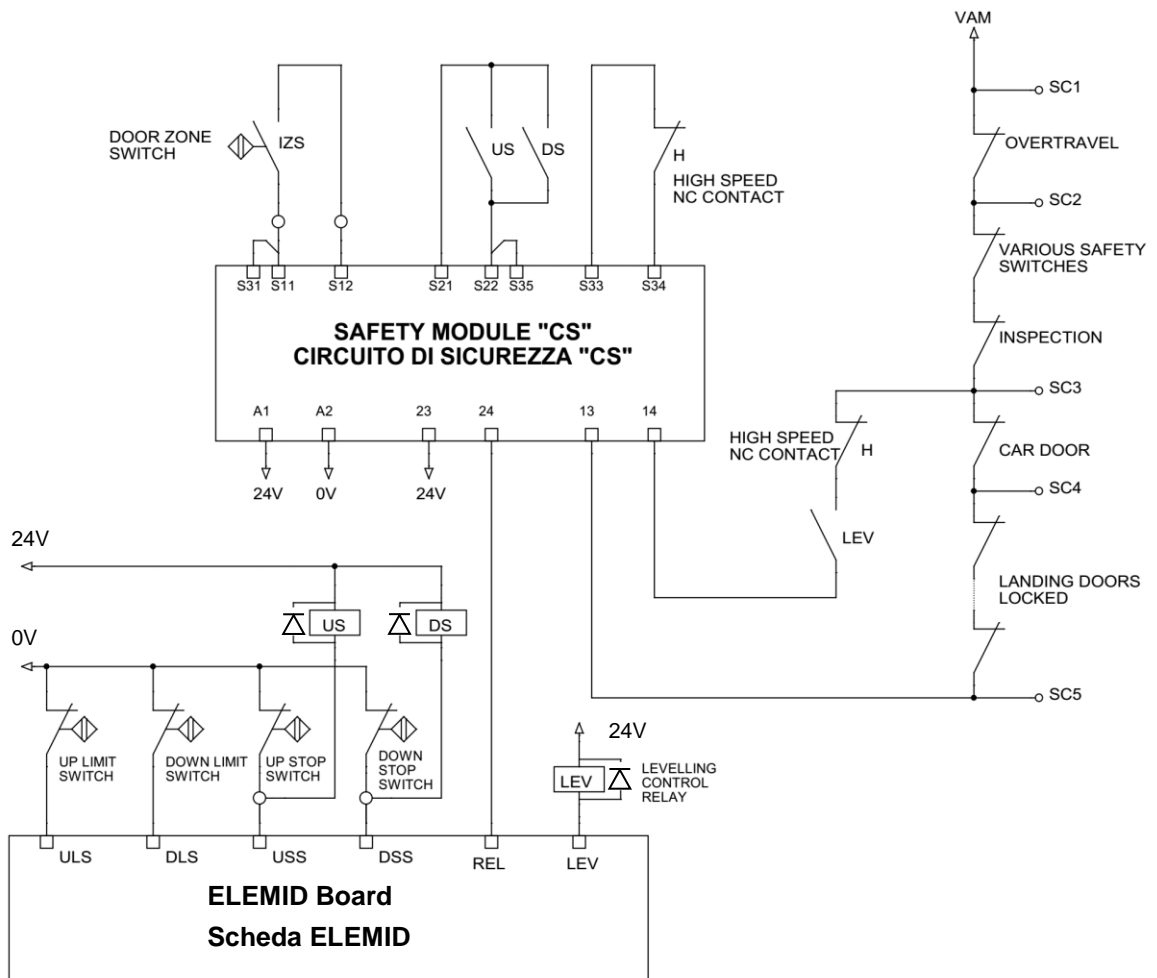 VAM
SC1
OVERTRAVEL
SC2
VARIOUS SAFETY
SWITCHES
INSPECTION
SC3
CAR DOOR
SC4
LANDING DOORS
LOCKED
SC5
DOOR ZONE
SWITCH
IZS
US
DS
H
HIGH SPEED
NC CONTACT
S31
S11
S12
S21
S22
S35
S33
S34
SAFETY MODULE "CS"
CIRCUITO DI SICUREZZA "CS"
A1
A2
23
24
13
14
24V
0V
24V
HIGH SPEED
NC CONTACT
H
LEV
24V
US
DS
0V
UP LIMIT
SWITCH
DOWN LIMIT
SWITCH
UP STOP
SWITCH
DOWN
STOP
SWITCH
24V
LEV
LEVELLING
CONTROL
RELAY
ULS
DLS
USS
DSS
REL
LEV
ELEMID Board
Scheda ELEMID